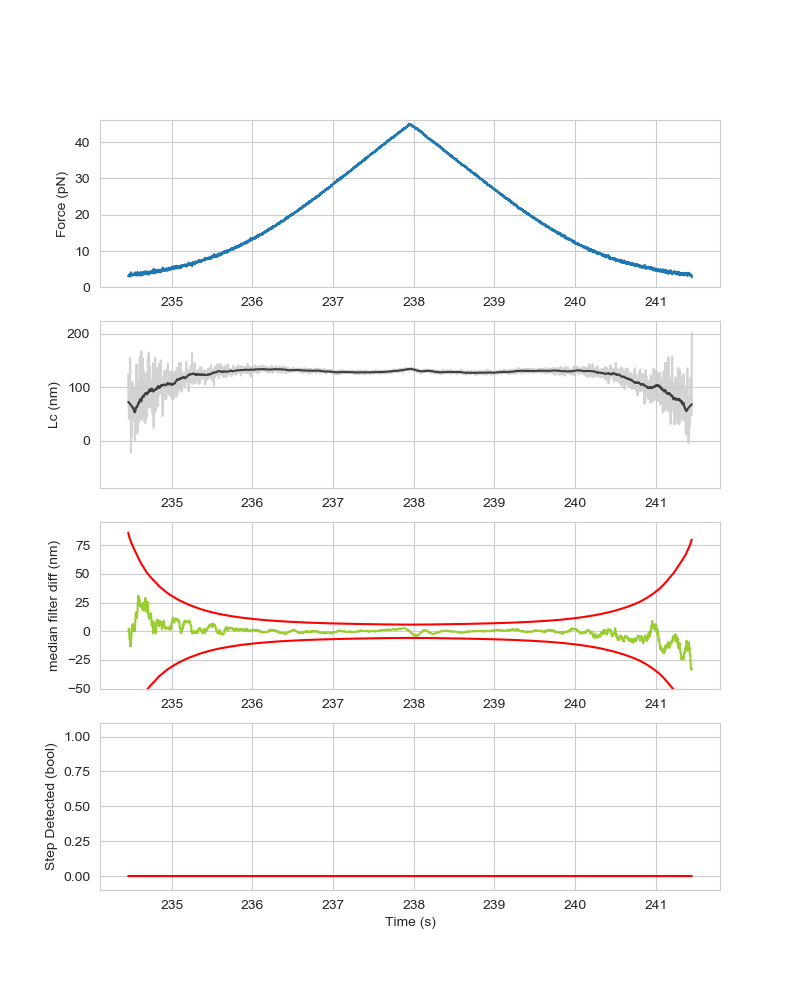 40
30
20
10
0
Force (pN)
235 236 237 238 239 240 241
200
100
0
Lc (nm)
235 236 237 238 239 240 241
75
50
25
0
−25
−50
median filter diff (nm)
235 236 237 238 239 240 241
1.00
0.75
0.50
0.25
0.00
Step Detected (bool)
235 236 237 238 239 240 241
Time (s)